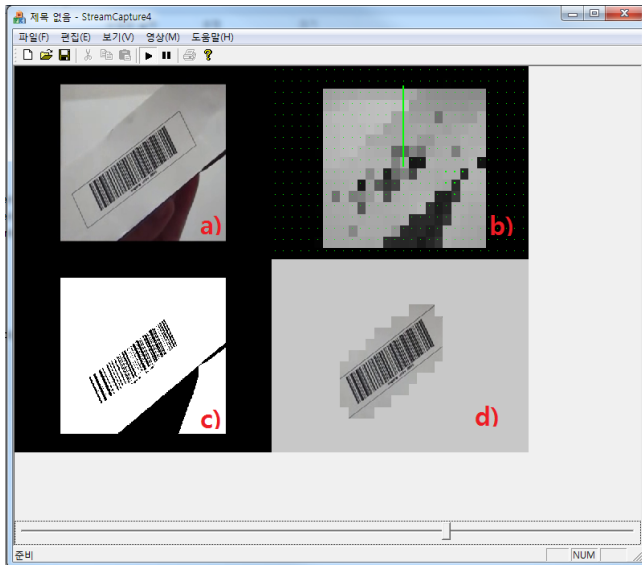 제목 없음 - StreamCapture4
파일(F) 편집(E) 보기(V) 영상(M) 도움말(H)
a)
b)
c)
d)
준비
NUM